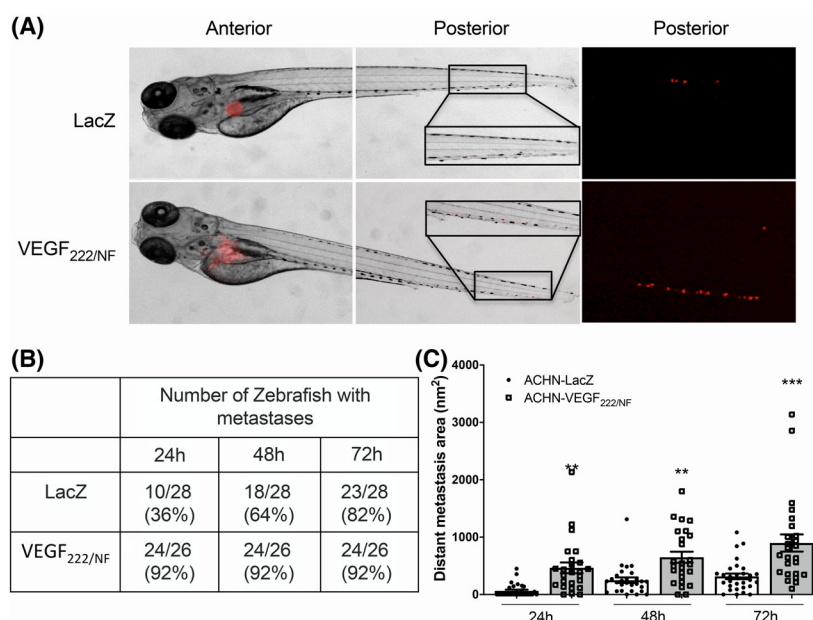 (A)
Anterior Posterior Posterior
LacZ
VEGF222/NF
(B)
Number of Zebrafish with
metastases
24h 48h 72h
LacZ 10/28 (36%) 18/28 (64%) 23/28 (82%)
VEGF222/NF 24/26 (92%) 24/26 (92%) 24/26 (92%)
(C)
Distant metastasis area (nm²)
4000
3000
2000
1000
0
ACHN-LacZ
ACHN-VEGF222/NF
** ** ***
24h 48h 72h